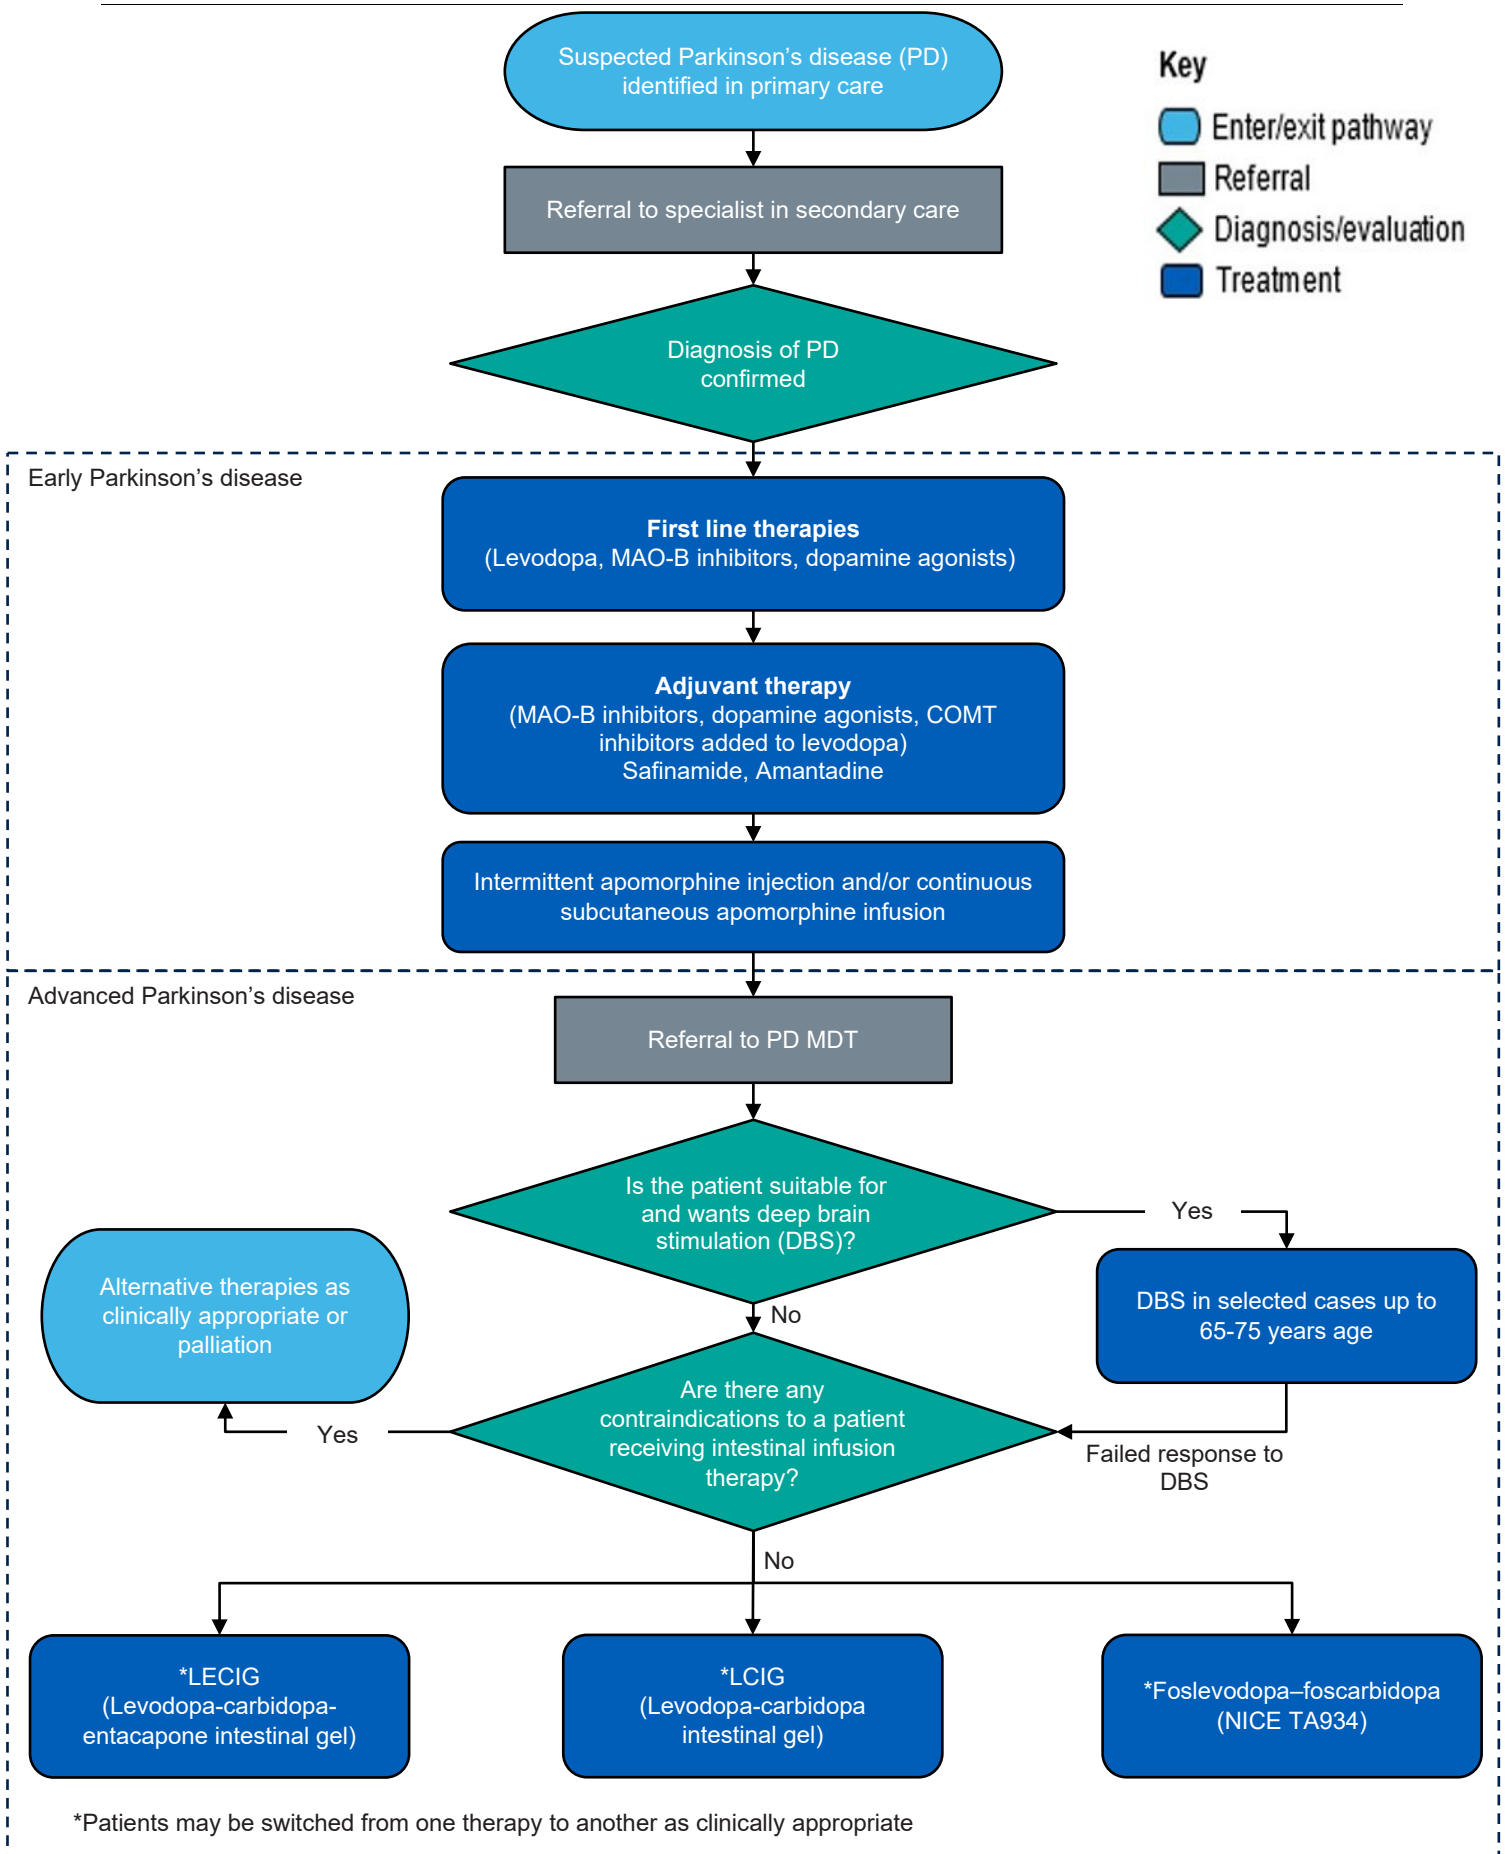 Suspected Parkinson’s disease (PD)
identified in primary care
Key
Enter/exit pathway
Referral
Diagnosis/evaluation
Treatment
Referral to specialist in secondary care
Diagnosis of PD
confirmed
Early Parkinson’s disease
First line therapies
(Levodopa, MAO-B inhibitors, dopamine agonists)
Adjuvant therapy
(MAO-B inhibitors, dopamine agonists, COMT
inhibitors added to levodopa)
Safinamide, Amantadine
Intermittent apomorphine injection and/or continuous
subcutaneous apomorphine infusion
Advanced Parkinson’s disease
Referral to PD MDT
Is the patient suitable for
and wants deep brain
stimulation (DBS)?
Yes
DBS in selected cases up to
65-75 years age
No
Alternative therapies as
clinically appropriate or
palliation
Are there any
contraindications to a patient
receiving intestinal infusion
therapy?
Yes
Failed response to
DBS
No
*LECIG
(Levodopa-carbidopa-
entacapone intestinal gel)
*LCIG
(Levodopa-carbidopa
intestinal gel)
*Foslevodopa–foscarbidopa
(NICE TA934)
*Patients may be switched from one therapy to another as clinically appropriate